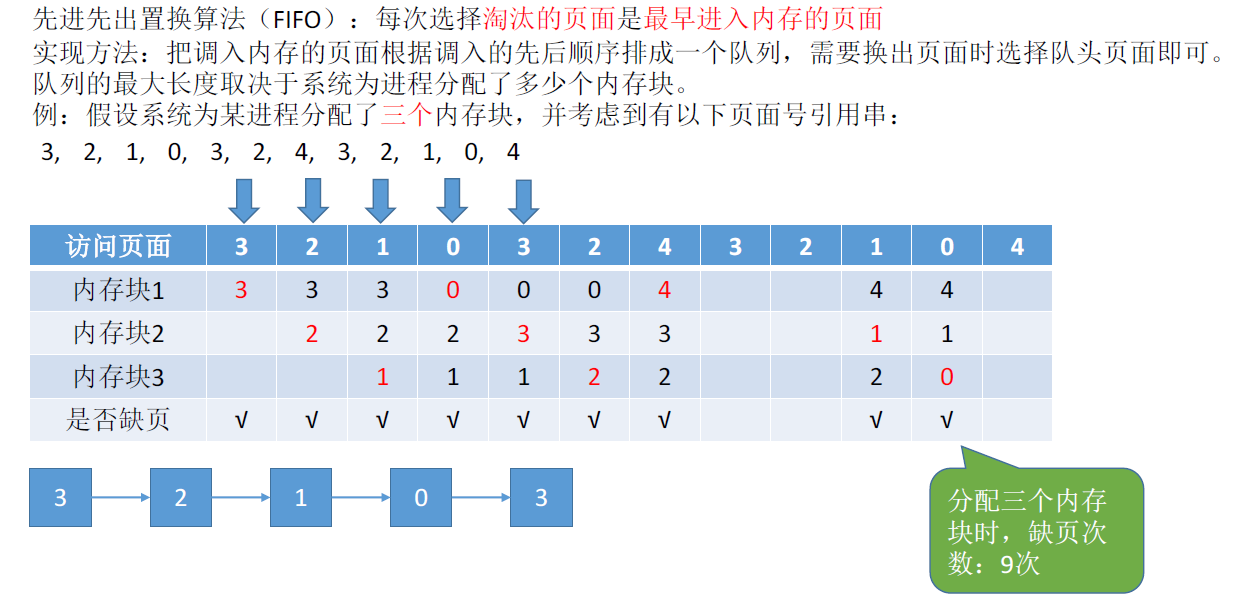 先进先出置换算法（FIFO）：每次选择淘汰的页面是最早进入内存的页面
实现方法：把调入内存的页面根据调入的先后顺序排成一个队列，需要换出页面时选择队头页面即可。
队列的最大长度取决于系统为进程分配了多少个内存块。
例：假设系统为某进程分配了三个内存块，并考虑到有以下页面号引用串：
3, 2, 1, 0, 3, 2, 4, 3, 2, 1, 0, 4
访问页面 3 2 1 0 3 2 4 3 2 1 0 4
内存块1 3 3 3 0 0 0 4 4 4
内存块2 2 2 2 3 3 3 1 1
内存块3 1 1 1 2 2 2 0
是否缺页 √ √ √ √ √ √ √ √ √
3 2 1 0 3
分配三个内存
块时，缺页次
数：9次